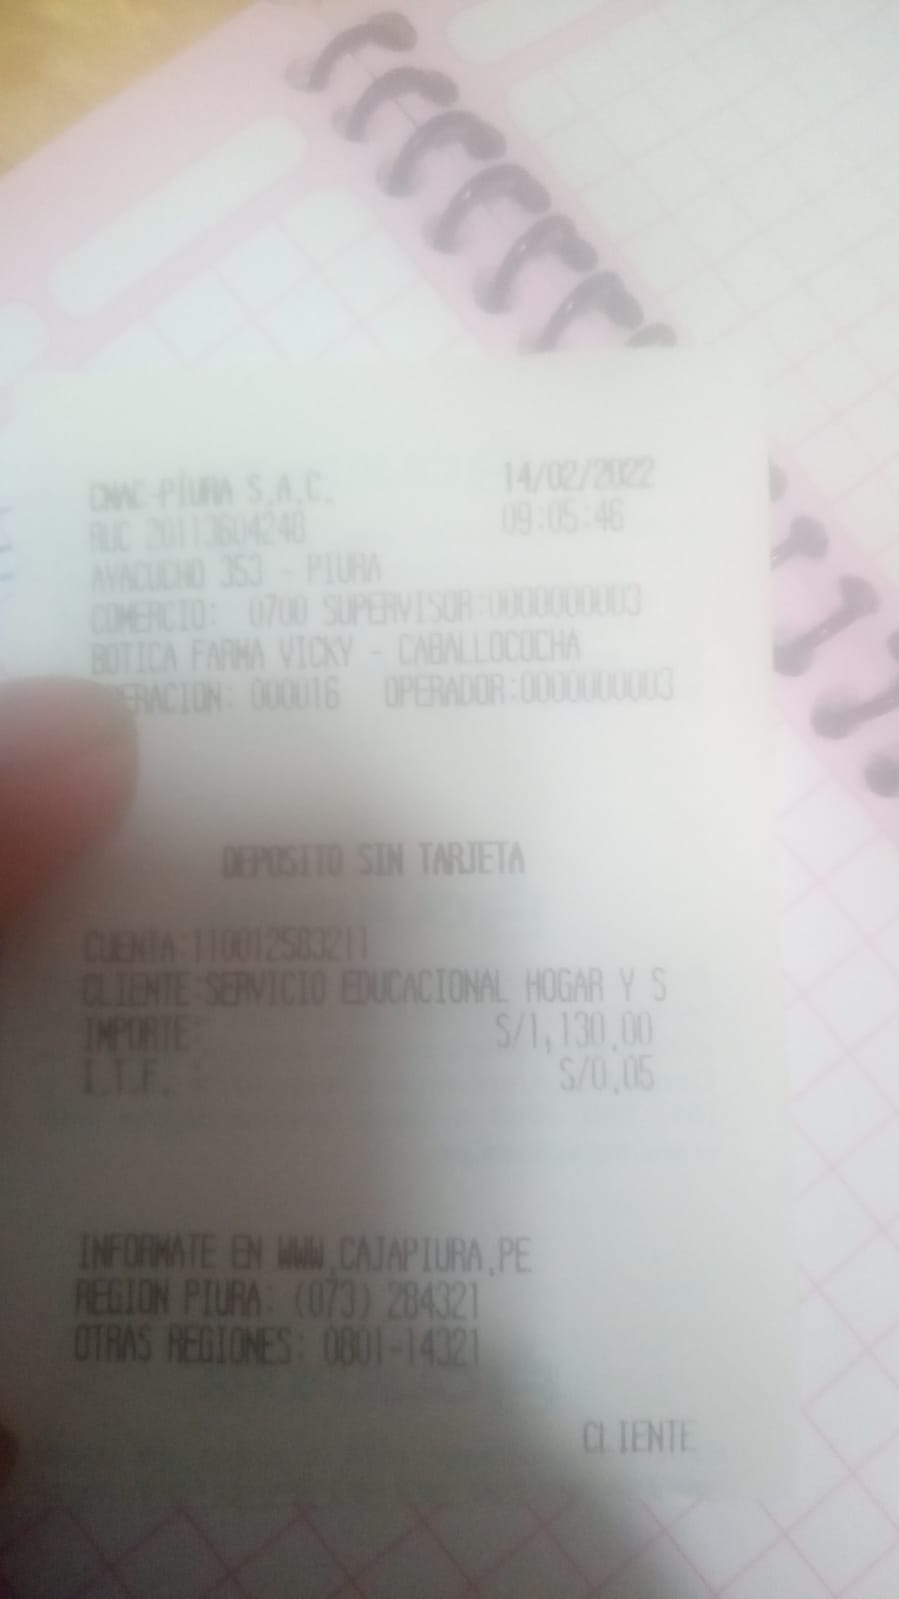 CMAC-PIURA S.A.C. 14/02/2022
RUC 20113604248 09:05:46
AYACUCHO 353 - PIURA
COMERCIO: 0700 SUPERVISOR:0000000003
BOTICA FARMA VICKY - CABALLOCOCHA
ERACION: 000016 OPERADOR:0000000003
DEPOSITO SIN TARJETA
CUENTA:110012583211
CLIENTE:SERVICIO EDUCACIONAL HOGAR Y S
IMPORTE: S/1,130.00
I.T.F. : S/0.05
INFORMATE EN WWW.CAJAPIURA.PE
REGION PIURA: (073) 284321
OTRAS REGIONES: 0801-14321
CLIENTE